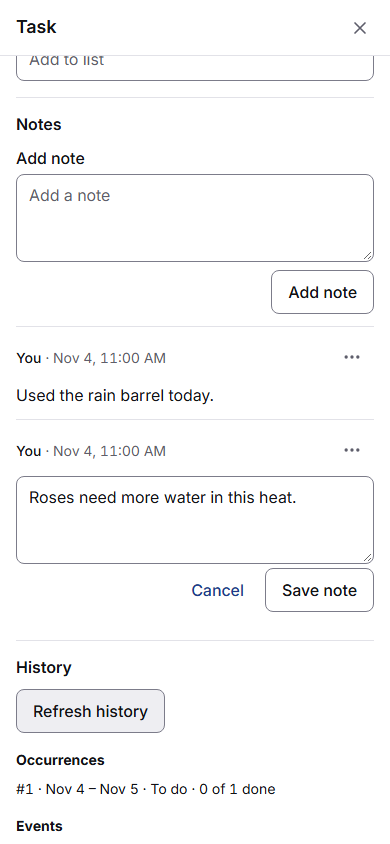 Task
Add to list
Notes
Add note
Add a note
Add note
You · Nov 4, 11:00 AM
Used the rain barrel today.
You · Nov 4, 11:00 AM
Roses need more water in this heat.
Cancel
Save note
History
Refresh history
Occurrences
#1 · Nov 4 – Nov 5 · To do · 0 of 1 done
Events